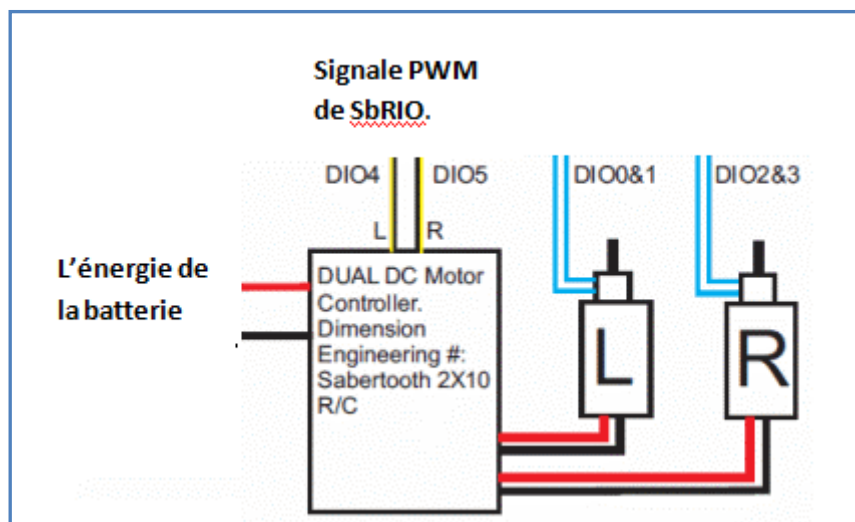 Signale PWM
de SbRIO.
DIO4 DIO5 DIO0&1 DIO2&3
L R
L’énergie de
la batterie
DUAL DC Motor
Controller.
Dimension
Engineering #:
Sabertooth 2X10
R/C
L R